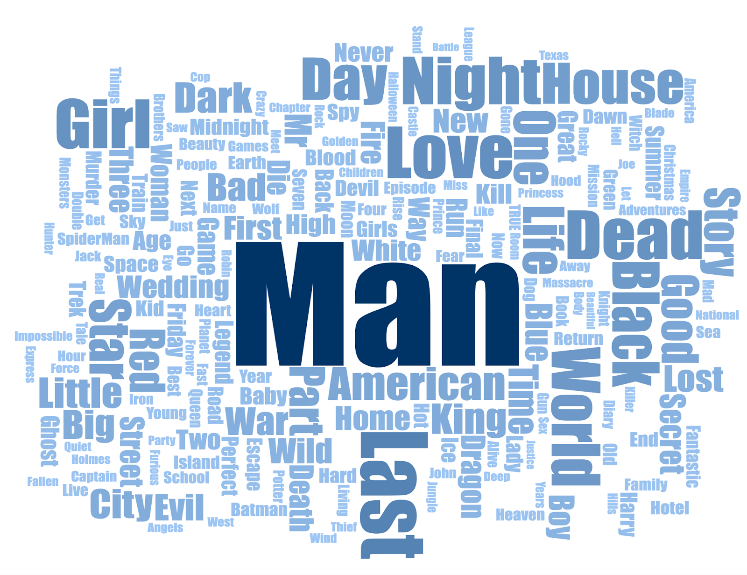 Man
Love
Dead
Last
Night
House
Day
Girl
Black
World
Star
One
Life
American
Story
Good
Time
Red
Little
Big
King
War
Dark
Bad
City
Evil
Part
Blue
Secret
Lost
Wild
Home
First
New
Never
Stand
Battle
League
Texas
Things
Cop
Brothers
Crazy
Chapter
Rock
Spy
Halloween
Castle
Gone
Great
Rocky
Dawn
Hell
Witch
Blade
America
Saw
Midnight
Mr
Golden
Fire
Beauty
Games
Meet
Blood
Children
People
Earth
Die
Seven
Back
Devil
Episode
Miss
Kill
Princess
Hood
Mission
Joe
Summer
Christmas
Empire
Monsters
Murder
Three
Train
Woman
Next
Name
Wolf
Double
Get
Sky
Just
High
Moon
Four
Girls
Rise
Way
Prince
Run
Like
Final
Now
TRUE
Room
Green
Lot
Adventures
Hunter
SpiderMan
Age
Jack
Space
Eve
Go
Game
Robin
White
Fear
Away
Massacre
Dog
Mad
National
Sea
Real
Wedding
Trek
Tale
Kid
Friday
Heart
Planet
Legend
Book
Body
Beautiful
Knight
Return
Impossible
Hour
Force
Express
Best
Forever
Fast
Queen
Road
Year
Baby
Iron
Young
Ghost
Quiet
Holmes
Street
Party
Furious
Two
Island
School
Perfect
Escape
Captain
Fallen
Live
Angels
West
Batman
Potter
Death
Hard
Living
Thief
Wind
Hot
Ice
John
Jungle
Dragon
Alive
Deep
Lady
Justice
Gun
Sex
Years
Heaven
Boy
Diary
Old
Killer
End
Family
Hills
Harry
Hotel
Fantastic